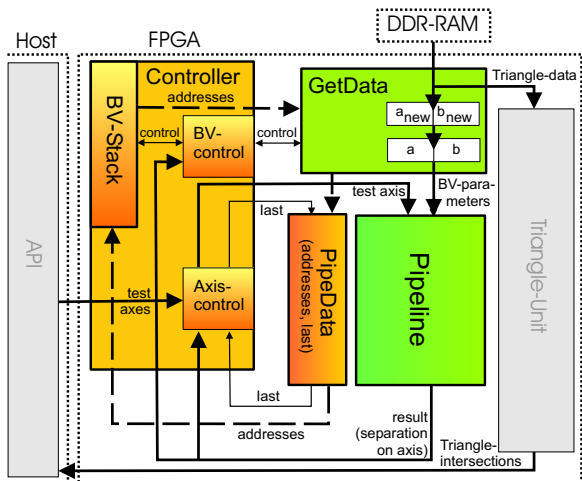 DDR-RAM
Host
FPGA
Triangle-data
Controller
addresses
GetData
BV-Stack
a new
b new
control
BV-
control
control
a
b
test axis
BV-para-
meters
last
API
PipeData
(addresses, last)
Pipeline
Triangle-Unit
test
axes
Axis-
control
last
addresses
result
(separation
on axis)
Triangle-
intersections